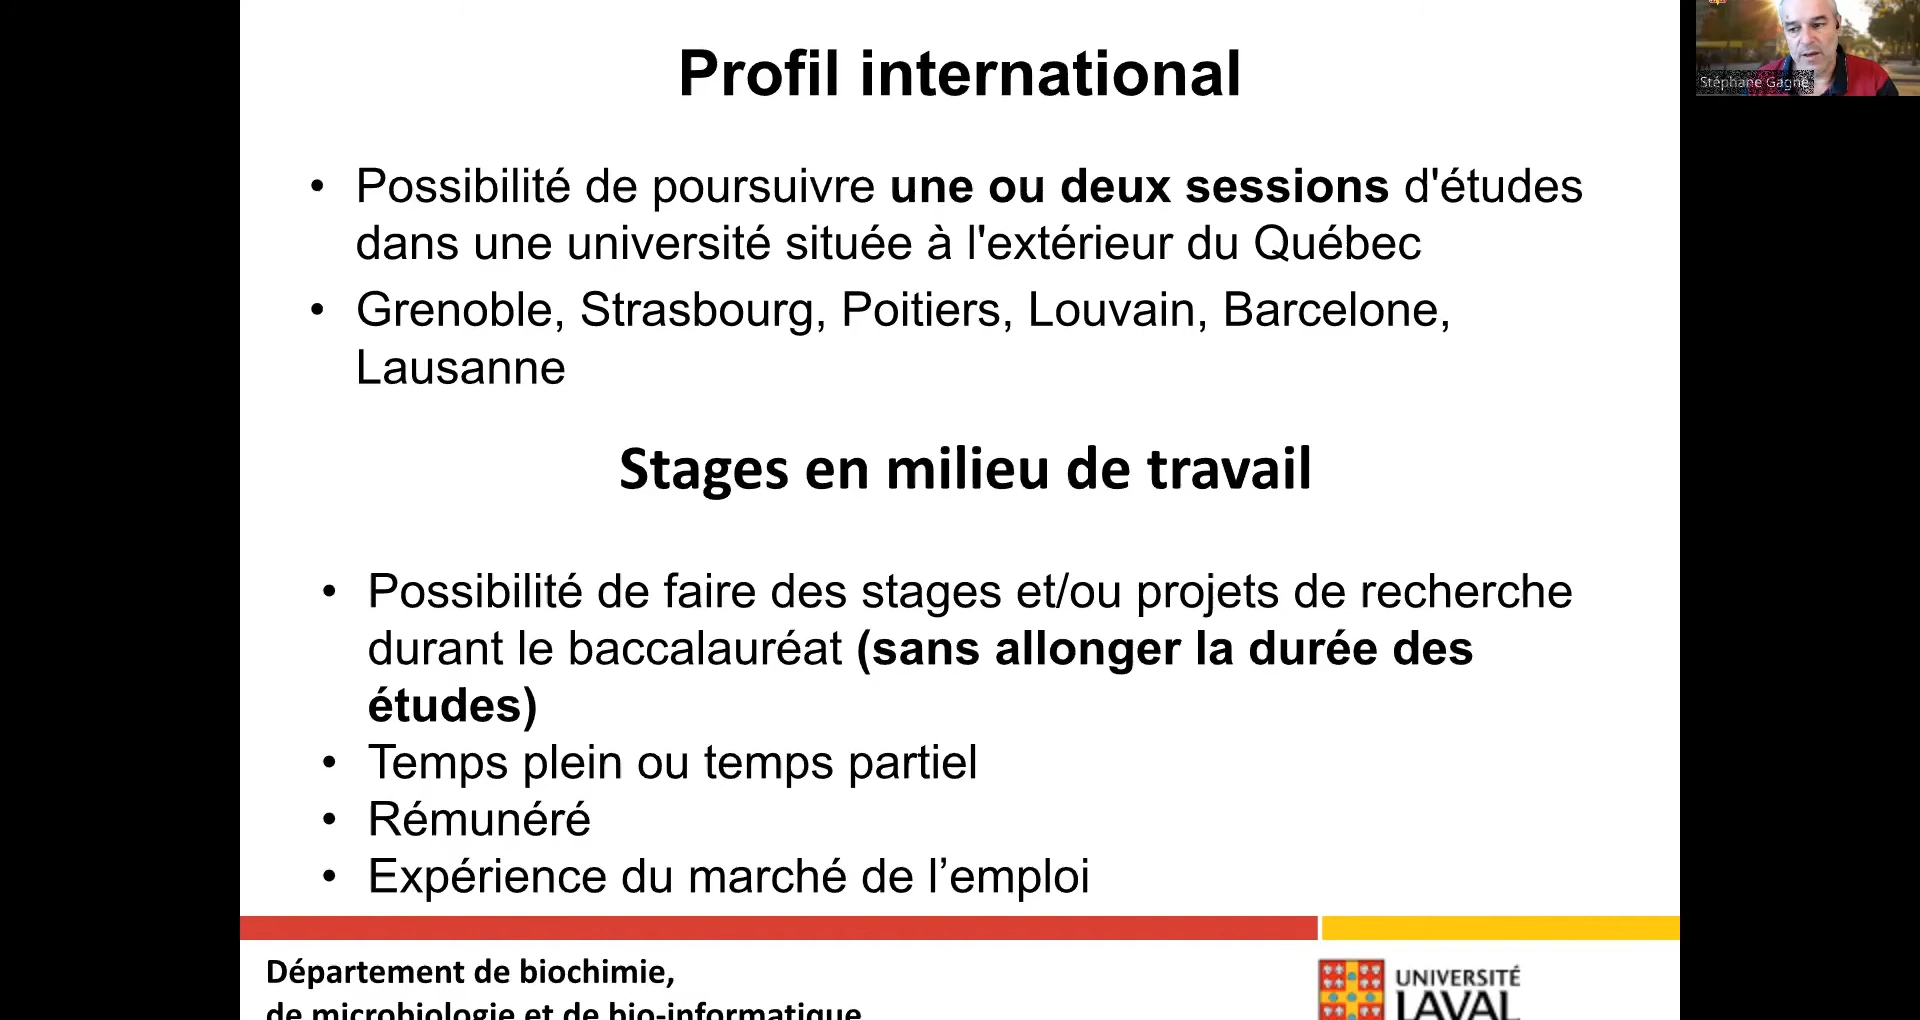 Profil international
Stéphane Gagné
• Possibilité de poursuivre une ou deux sessions d'études
dans une université située à l'extérieur du Québec
• Grenoble, Strasbourg, Poitiers, Louvain, Barcelone,
Lausanne
Stages en milieu de travail
• Possibilité de faire des stages et/ou projets de recherche
durant le baccalauréat (sans allonger la durée des
études)
• Temps plein ou temps partiel
• Rémunéré
• Expérience du marché de l’emploi
Département de biochimie,
de microbiologie et de bio-informatique
UNIVERSITÉ
LAVAL